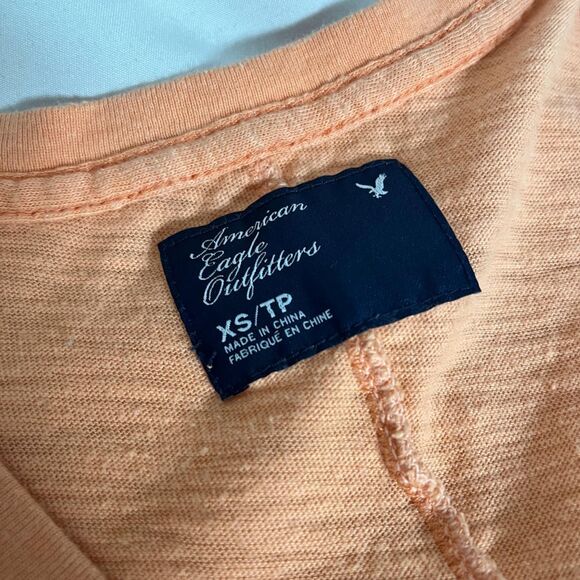 American
Eagle
Outfitters
XS/TP
MADE IN CHINA
FABRIQUÉ EN CHINE